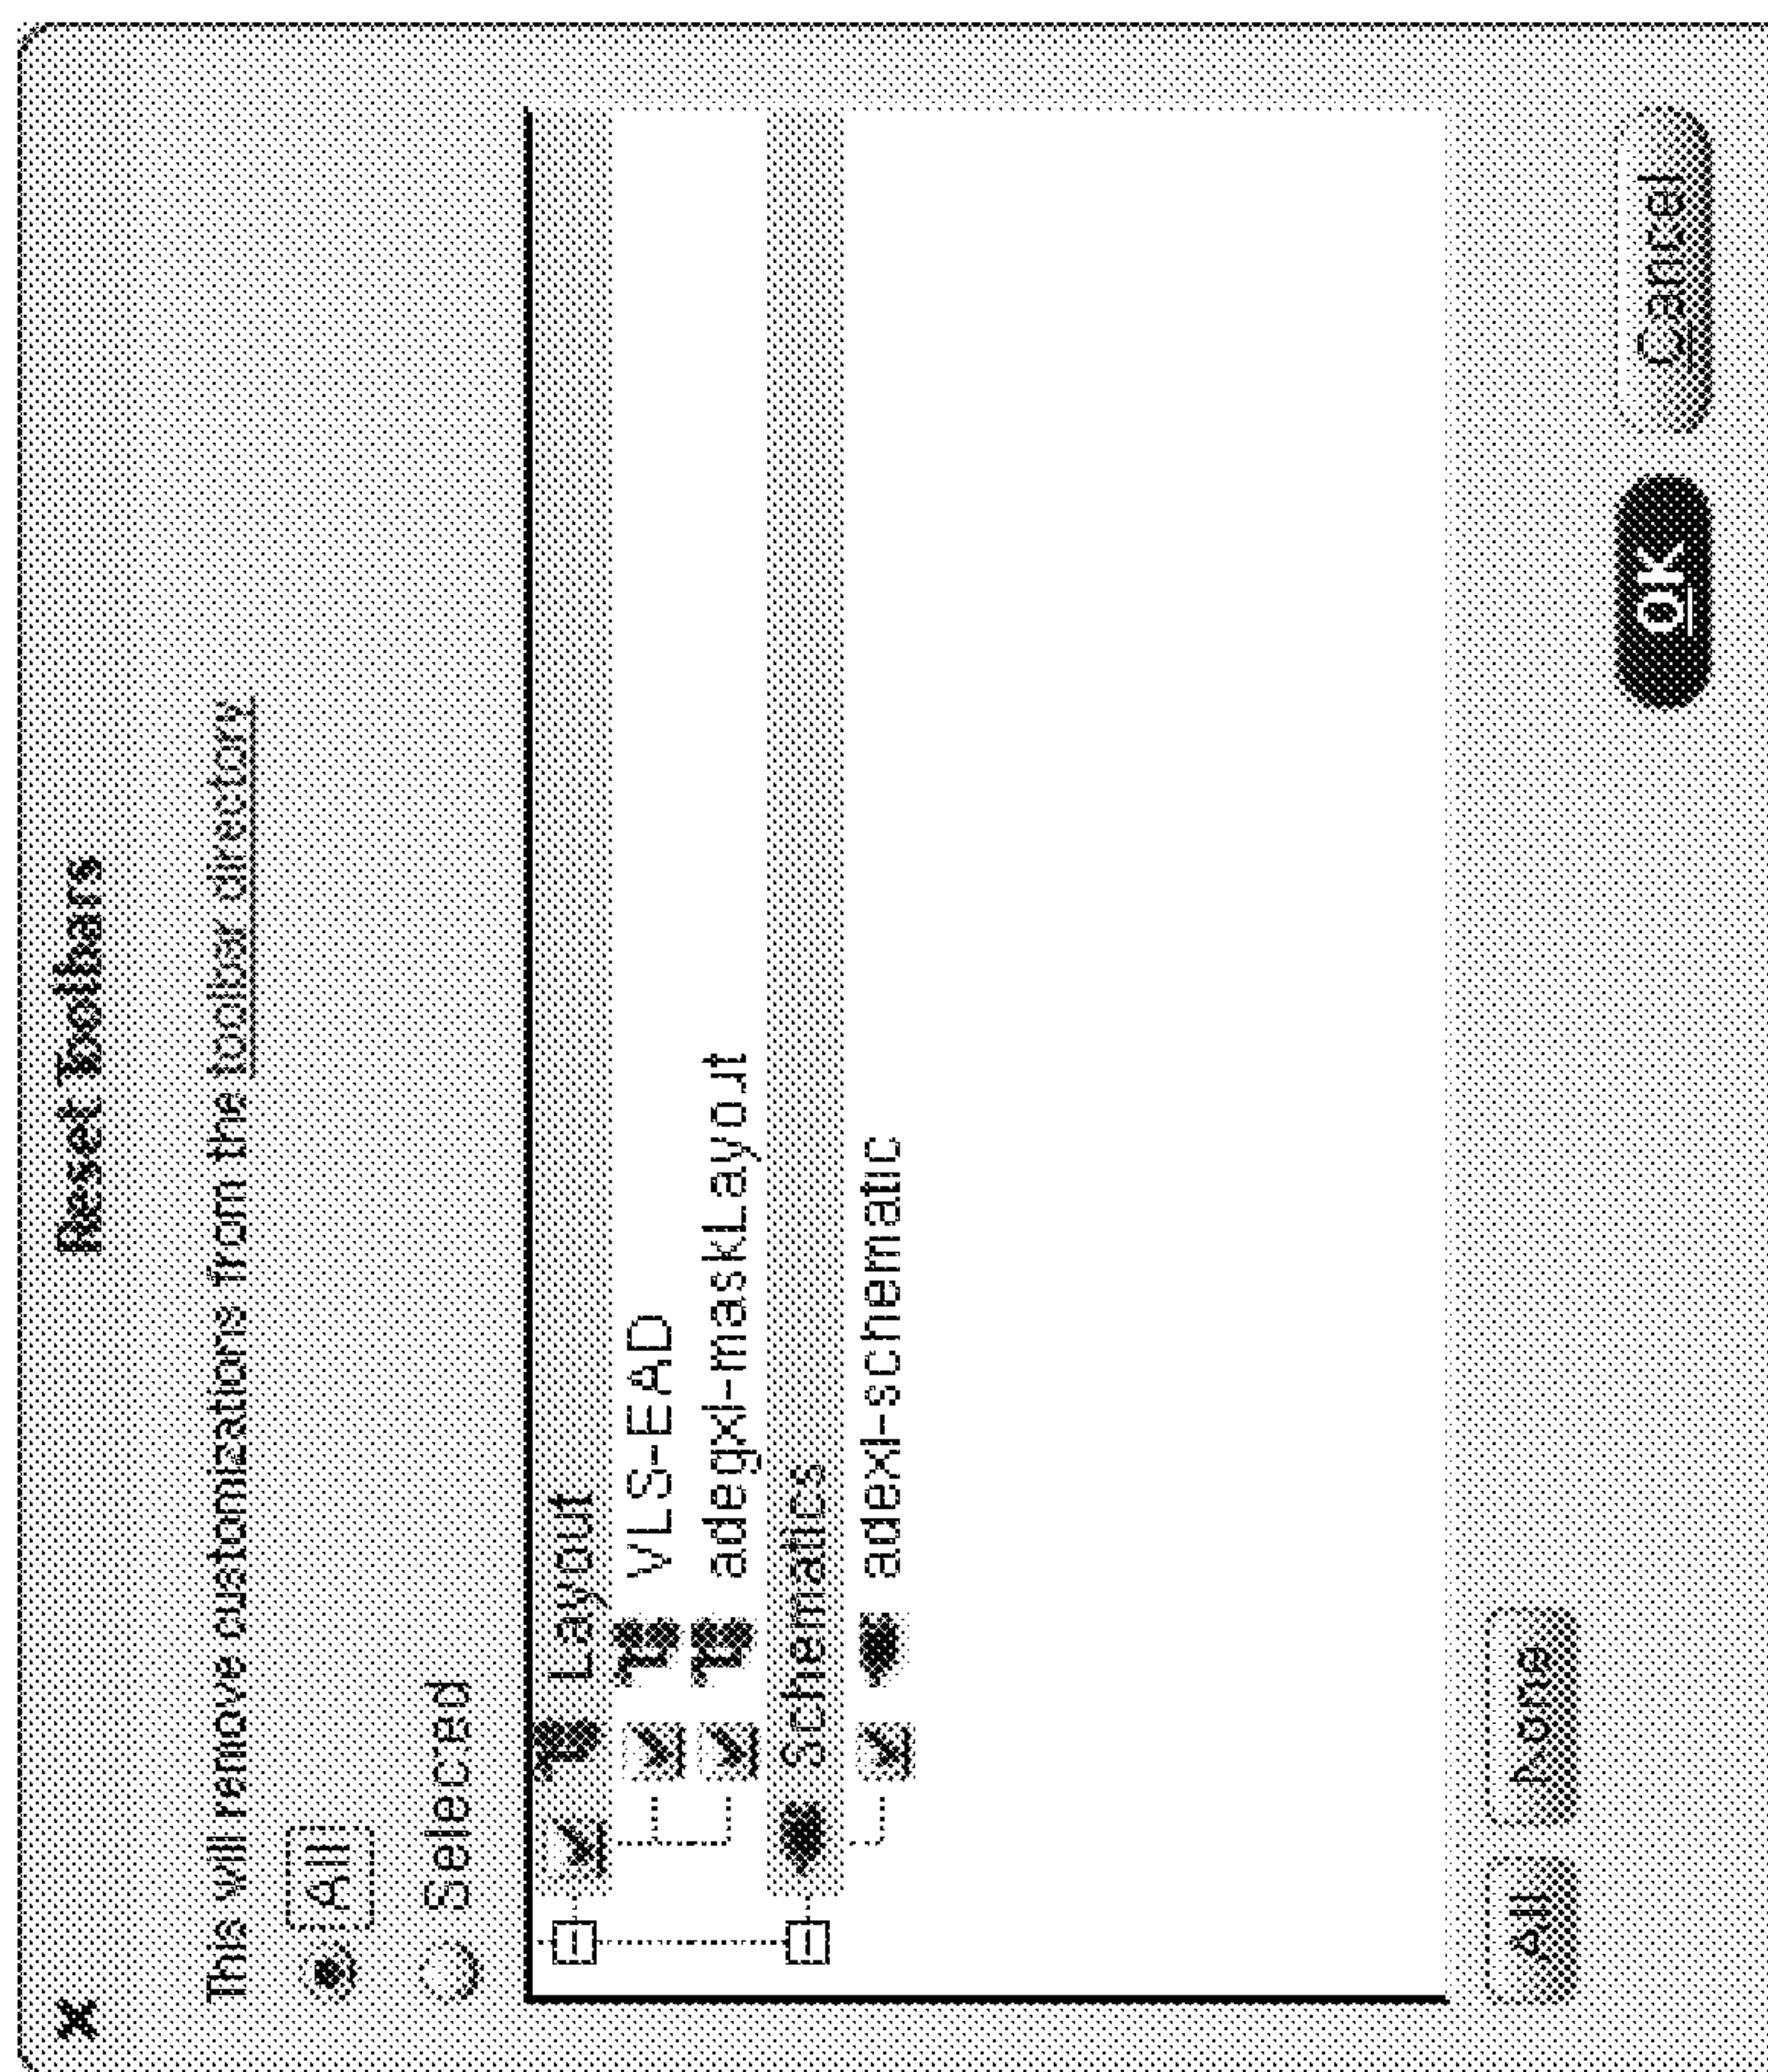 Reset Toolbars
This will remove customizations from the toolbar directory
All
Selected
Layout
VLS-EAD
adegxl-maskLayout
Schematics
adexl-schematic
All None
OK Cancel